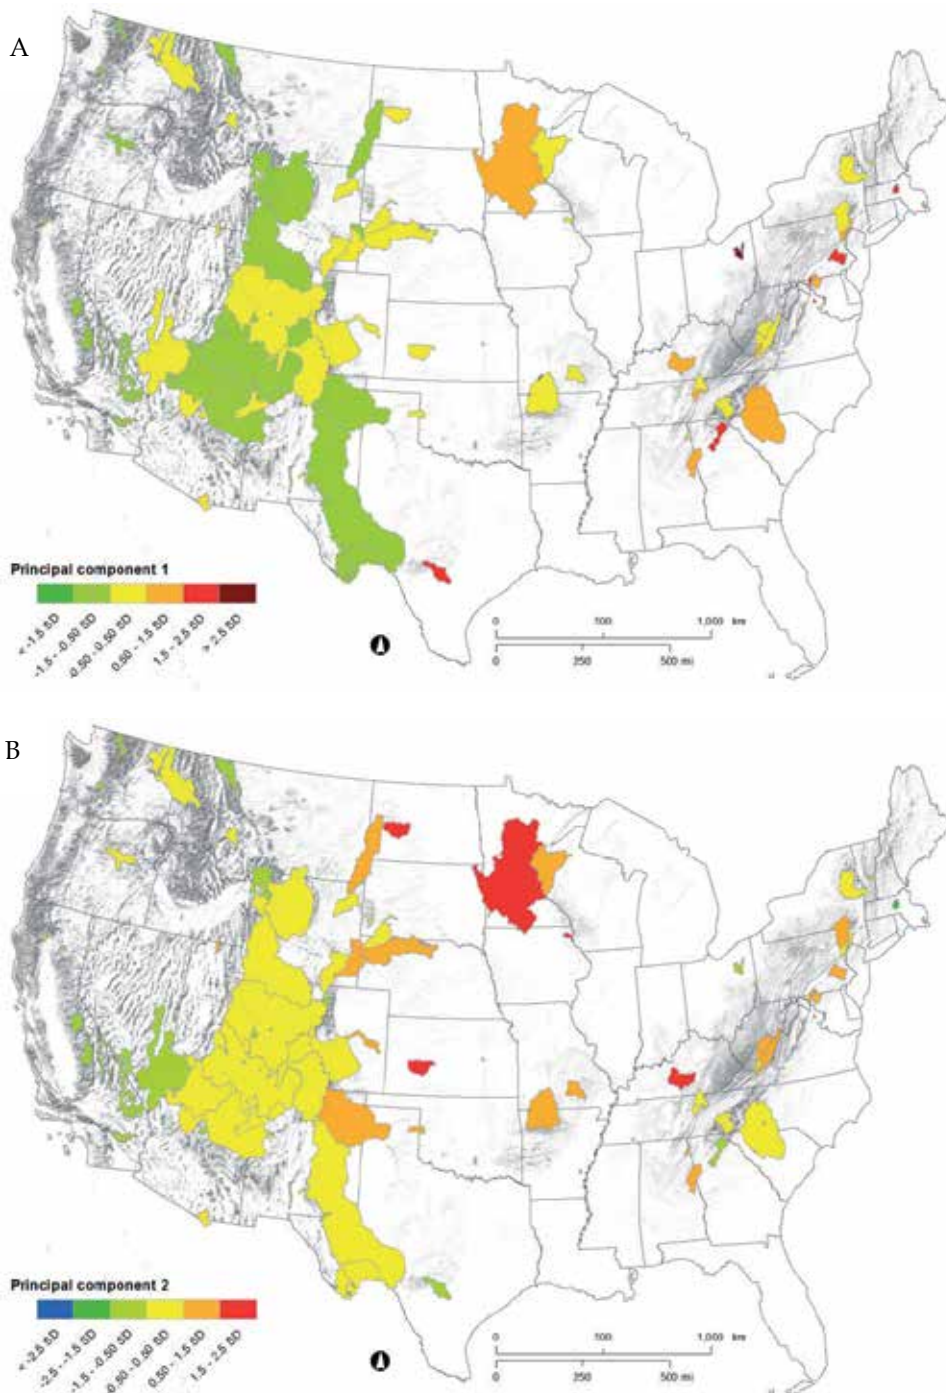 A
Principal component 1
< -1.5 SD
-1.5 - -0.50 SD
-0.50 - 0.50 SD
0.50 - 1.5 SD
1.5 - 2.5 SD
> 2.5 SD
0 500 1,000 km
0 250 500 mi
B
Principal component 2
< -2.5 SD
-2.5 - -1.5 SD
-1.5 - -0.50 SD
-0.50 - 0.50 SD
0.50 - 1.5 SD
1.5 - 2.5 SD
0 500 1,000 km
0 250 500 mi